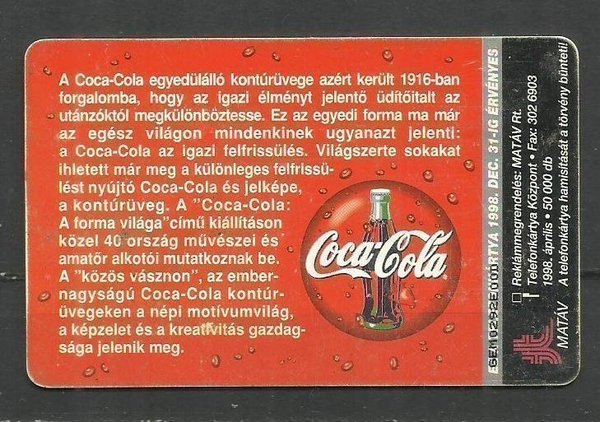 A Coca-Cola egyedülálló kontúrüvege azért került 1916-ban
forgalomba, hogy az igazi élményt jelentő üdítőitalt az
utánzóktól megkülönböztesse. Ez az egyedi forma ma már
az egész világon mindenkinek ugyanazt jelenti:
a Coca-Cola az igazi felfrissülés. Világszerte sokakat
ihletett már meg a különleges felfrissü-
lést nyújtó Coca-Cola és jelképe,
a kontúrüveg. A "Coca-Cola:
A forma világa"című kiállításon
közel 40 ország művészei és
amatőr alkotói mutatkoznak be.
A "közös vásznon", az ember-
nagyságú Coca-Cola kontúr-
üvegeken a népi motívumvilág,
a képzelet és a kreativitás gazdag-
sága jelenik meg.
Coca-Cola
KÁRTYA 1998. DEC. 31-IG ÉRVÉNYES
Reklámmegrendelés: MATÁV Rt.
Telefonkártya Központ • Fax: 302 6903
1998. április • 50 000 db
A telefonkártya hamisítását a törvény bünteti!
MATÁV